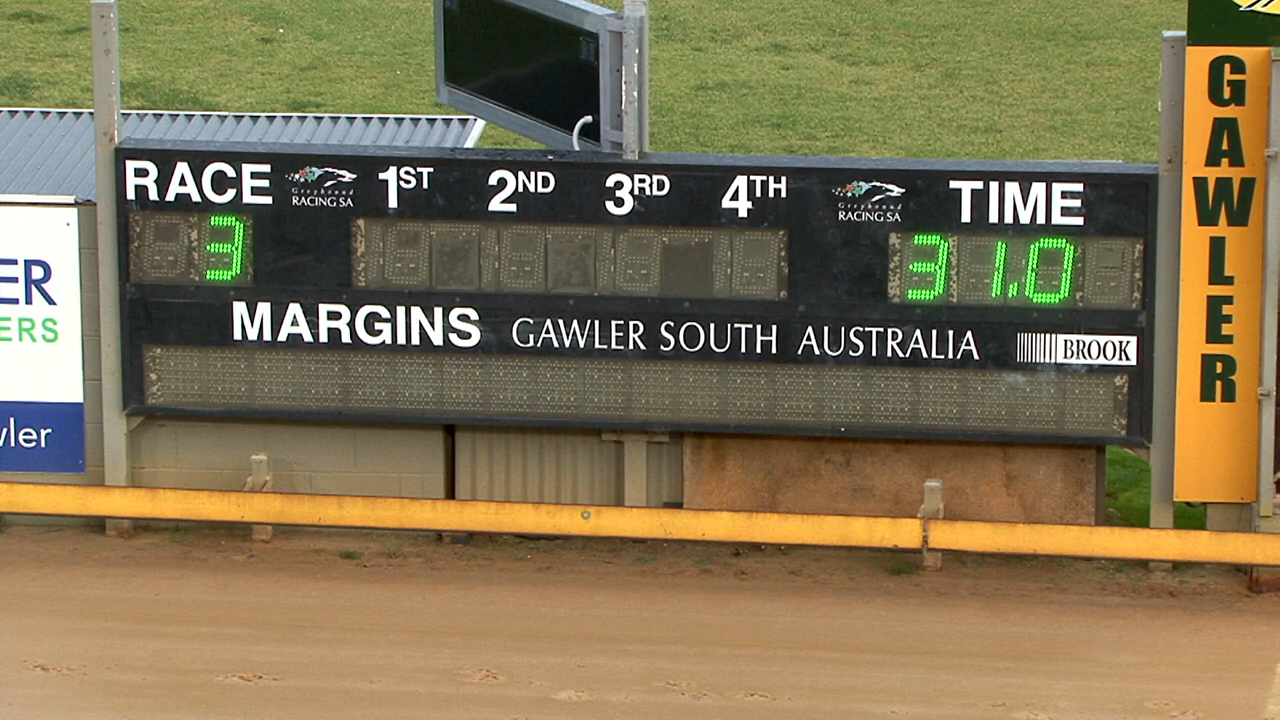 RACE Greyhound RACING SA 1ST 2ND 3RD 4TH Greyhound RACING SA TIME
3 31.0
MARGINS GAWLER SOUTH AUSTRALIA BROOK
GAWLER
ER
ERS
wler